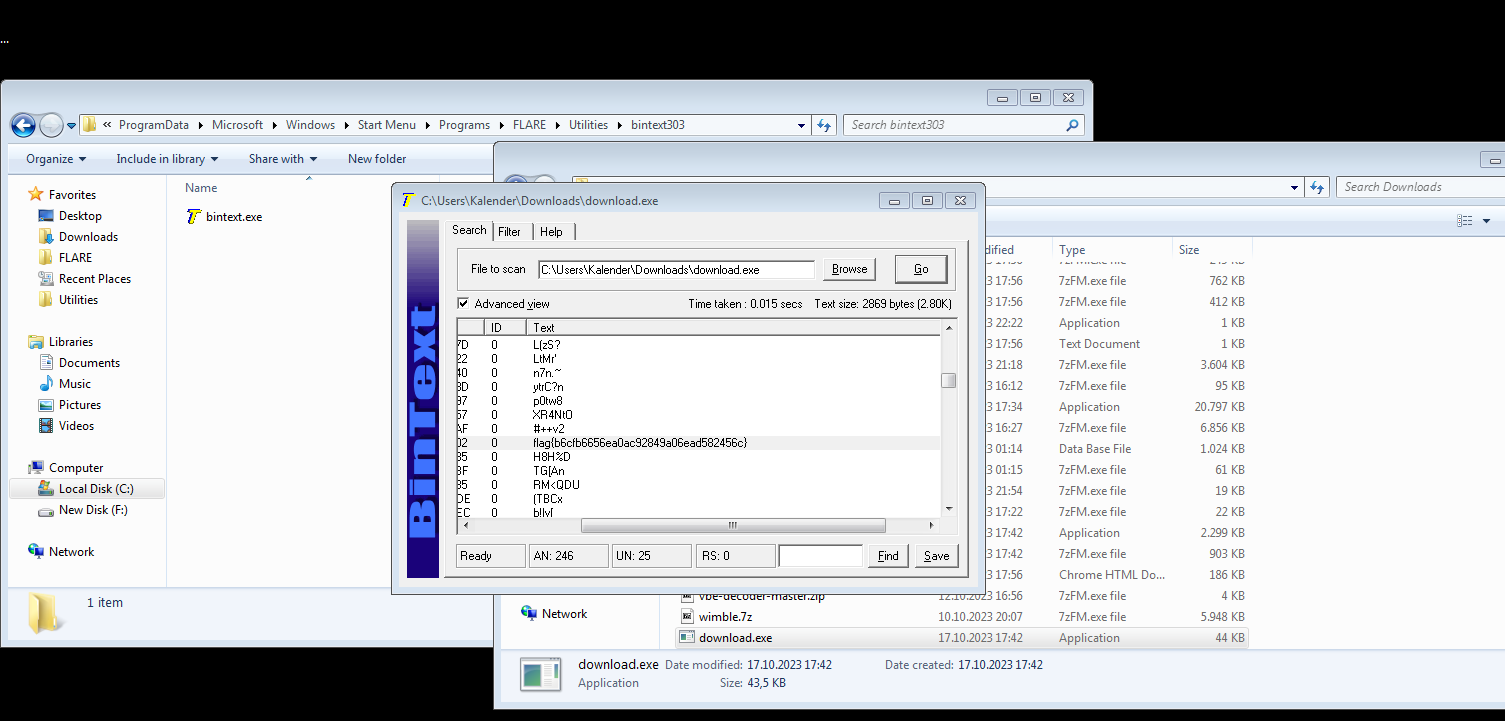 ...
« ProgramData Microsoft Windows Start Menu Programs FLARE Utilities bintext303
Search bintext303
Organize Include in library Share with New folder
Favorites
Desktop
Downloads
FLARE
Recent Places
Utilities
Libraries
Documents
Music
Pictures
Videos
Computer
Local Disk (C:)
New Disk (F:)
Network
Name
bintext.exe
1 item
C:\Users\Kalender\Downloads\download.exe
BinText
Search Filter Help
File to scan C:\Users\Kalender\Downloads\download.exe Browse Go
Advanced view Time taken : 0.015 secs Text size: 2869 bytes (2.80K)
ID Text
7D 0 L(zS?
22 0 LtMr'
40 0 n7n.~
8D 0 ytrC?n
97 0 p0tw8
57 0 XR4NtO
AF 0 #++v2
02 0 flag{b6cfb6656ea0ac92849a06ead582456c}
85 0 H8H%D
3F 0 TG[An
85 0 RM<QDU
DE 0 (TBCx
EC 0 b!lv[
Ready AN: 246 UN: 25 RS: 0 Find Save
Search Downloads
dified Type Size
3 17:56 7zFM.exe file 762 KB
3 17:56 7zFM.exe file 412 KB
3 22:22 Application 1 KB
3 17:56 Text Document 1 KB
3 21:18 7zFM.exe file 3.604 KB
3 16:12 7zFM.exe file 95 KB
3 17:34 Application 20.797 KB
3 16:27 7zFM.exe file 6.856 KB
3 01:14 Data Base File 1.024 KB
3 01:15 7zFM.exe file 61 KB
3 21:54 7zFM.exe file 19 KB
3 17:22 7zFM.exe file 22 KB
3 17:42 Application 2.299 KB
3 17:42 7zFM.exe file 903 KB
3 17:56 Chrome HTML Do... 186 KB
vbe-decoder-master.zip 12.10.2023 16:56 7zFM.exe file 4 KB
wimble.7z 10.10.2023 20:07 7zFM.exe file 5.948 KB
download.exe 17.10.2023 17:42 Application 44 KB
Network
download.exe Date modified: 17.10.2023 17:42 Date created: 17.10.2023 17:42
Application Size: 43,5 KB